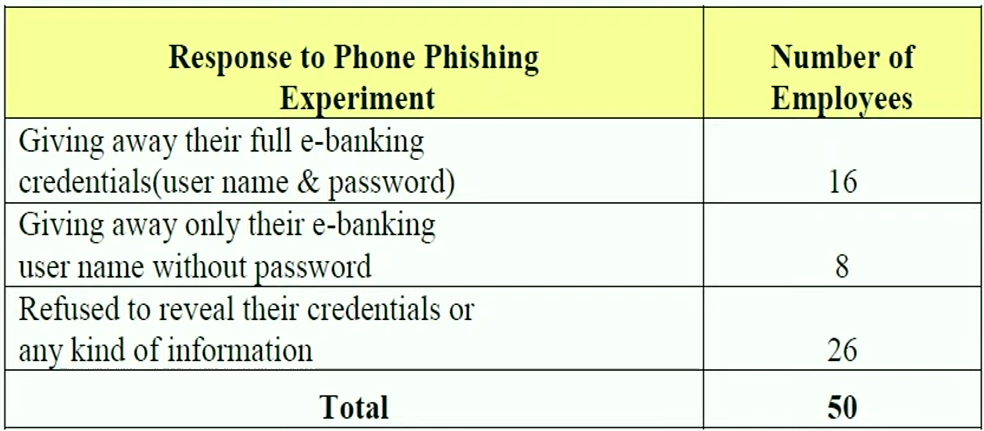 Response to Phone Phishing
Experiment
Number of
Employees
Giving away their full e-banking
credentials(user name & password)
16
Giving away only their e-banking
user name without password
8
Refused to reveal their credentials or
any kind of information
26
Total
50